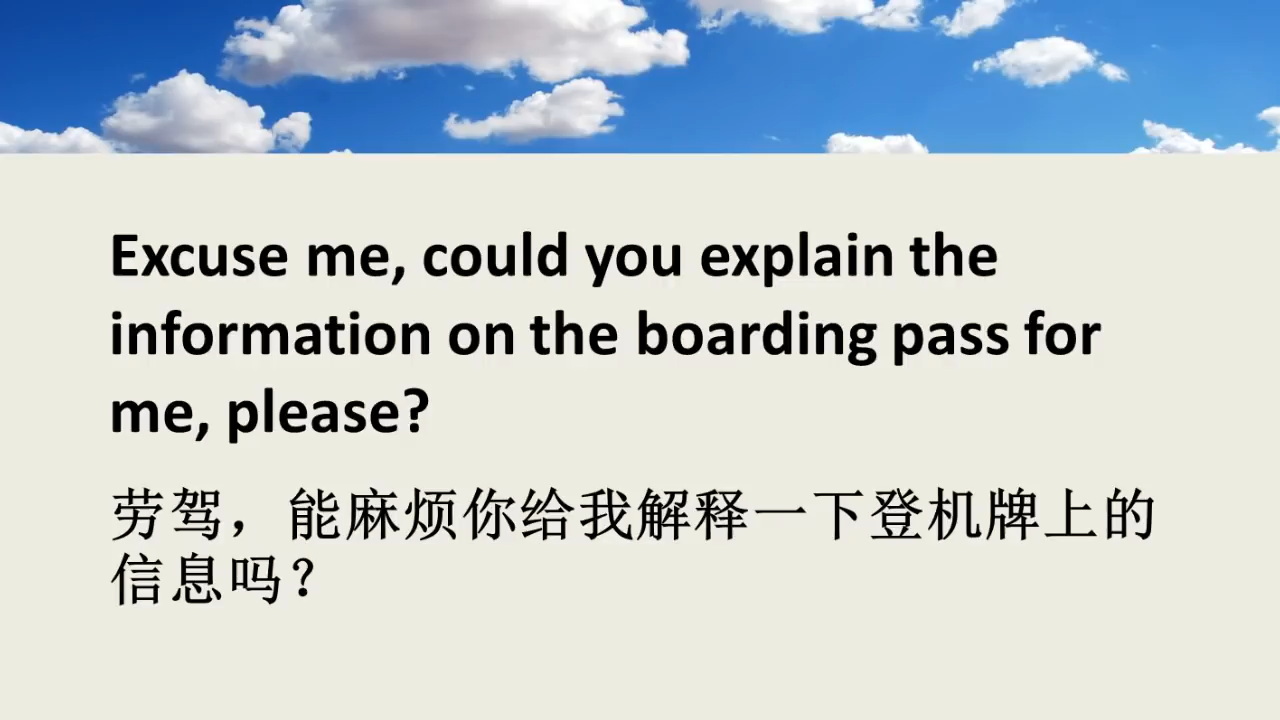 Excuse me, could you explain the
information on the boarding pass for
me, please?
劳驾，能麻烦你给我解释一下登机牌上的
信息吗？